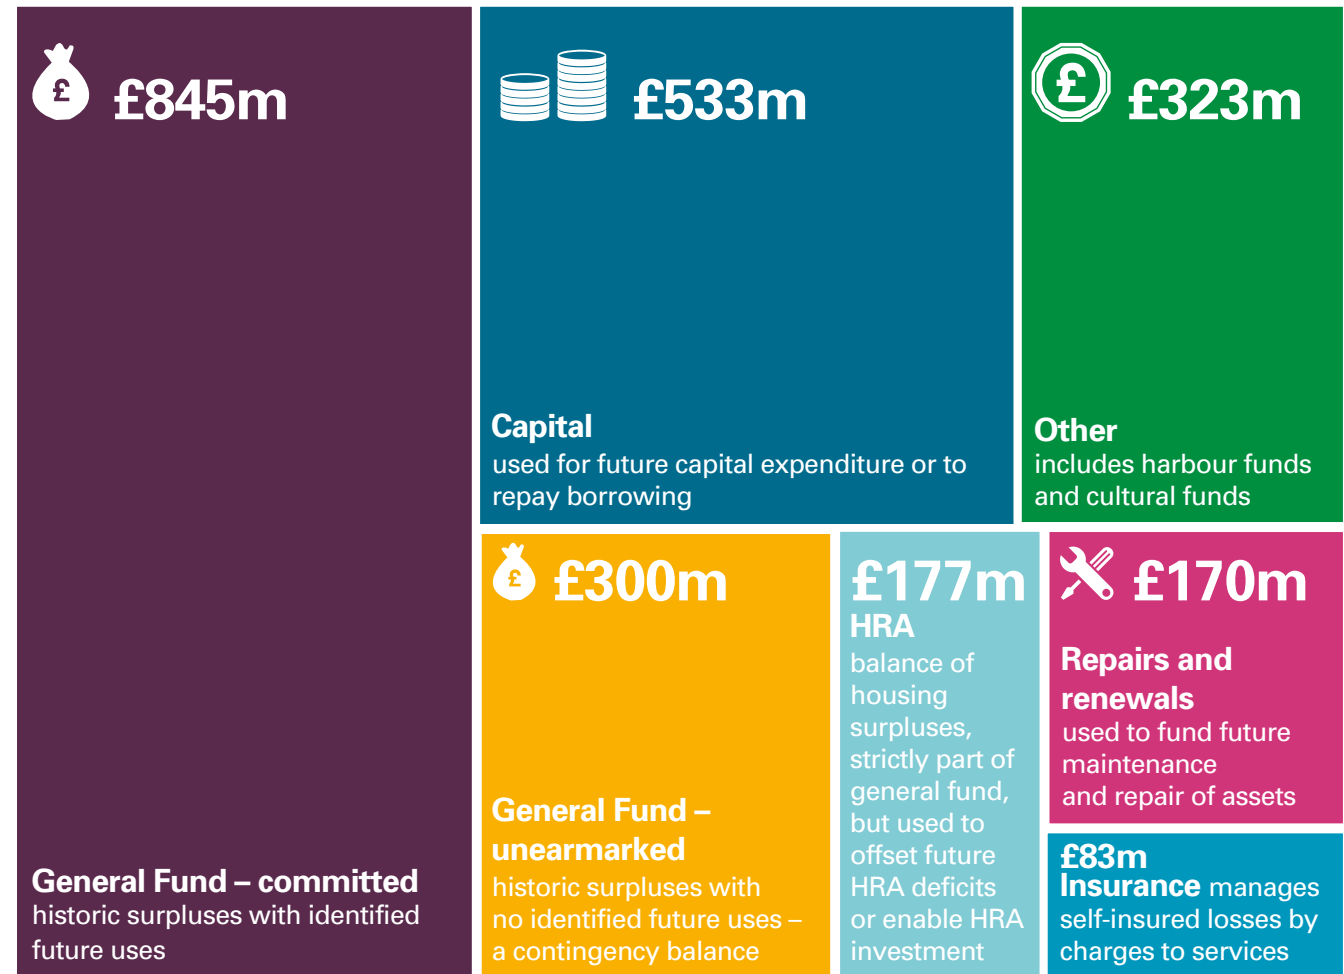 £
£845m
General Fund – committed
historic surpluses with identified
future uses
£533m
Capital
used for future capital expenditure or to
repay borrowing
£
£323m
Other
includes harbour funds
and cultural funds
£
£300m
General Fund –
unearmarked
historic surpluses with
no identified future uses –
a contingency balance
£177m
HRA
balance of
housing
surpluses,
strictly part of
general fund,
but used to
offset future
HRA deficits
or enable HRA
investment
£170m
Repairs and
renewals
used to fund future
maintenance
and repair of assets
£83m
Insurance manages
self-insured losses by
charges to services